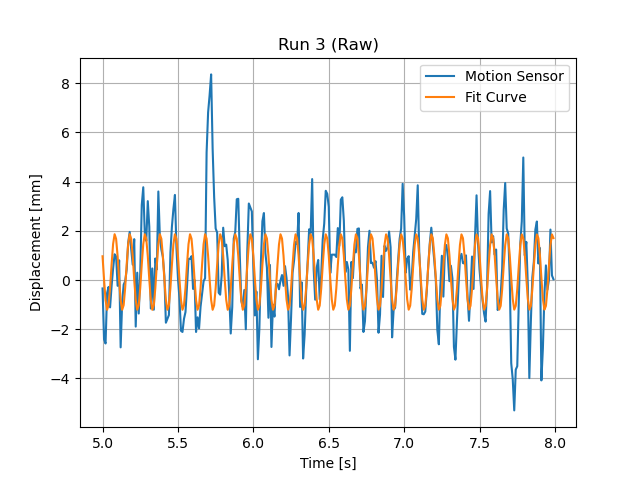 Run 3 (Raw)
Motion Sensor
Fit Curve
Displacement [mm]
8
6
4
2
0
−2
−4
5.0 5.5 6.0 6.5 7.0 7.5 8.0
Time [s]